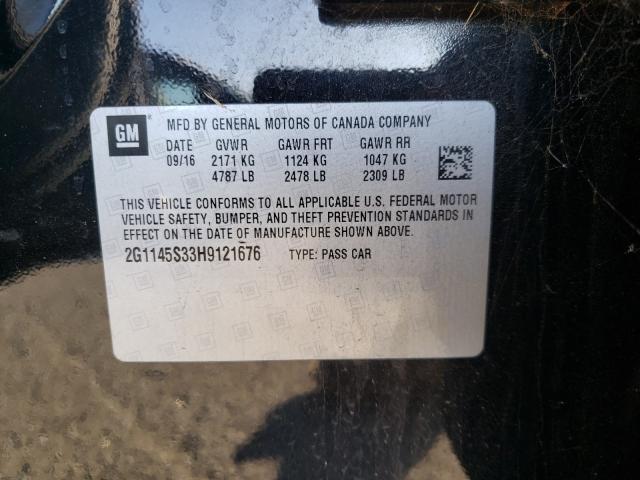 GM
MFD BY GENERAL MOTORS OF CANADA COMPANY
DATE GVWR GAWR FRT GAWR RR
09/16 2171 KG 1124 KG 1047 KG
4787 LB 2478 LB 2309 LB
THIS VEHICLE CONFORMS TO ALL APPLICABLE U.S. FEDERAL MOTOR
VEHICLE SAFETY, BUMPER, AND THEFT PREVENTION STANDARDS IN
EFFECT ON THE DATE OF MANUFACTURE SHOWN ABOVE.
2G1145S33H9121676 TYPE: PASS CAR